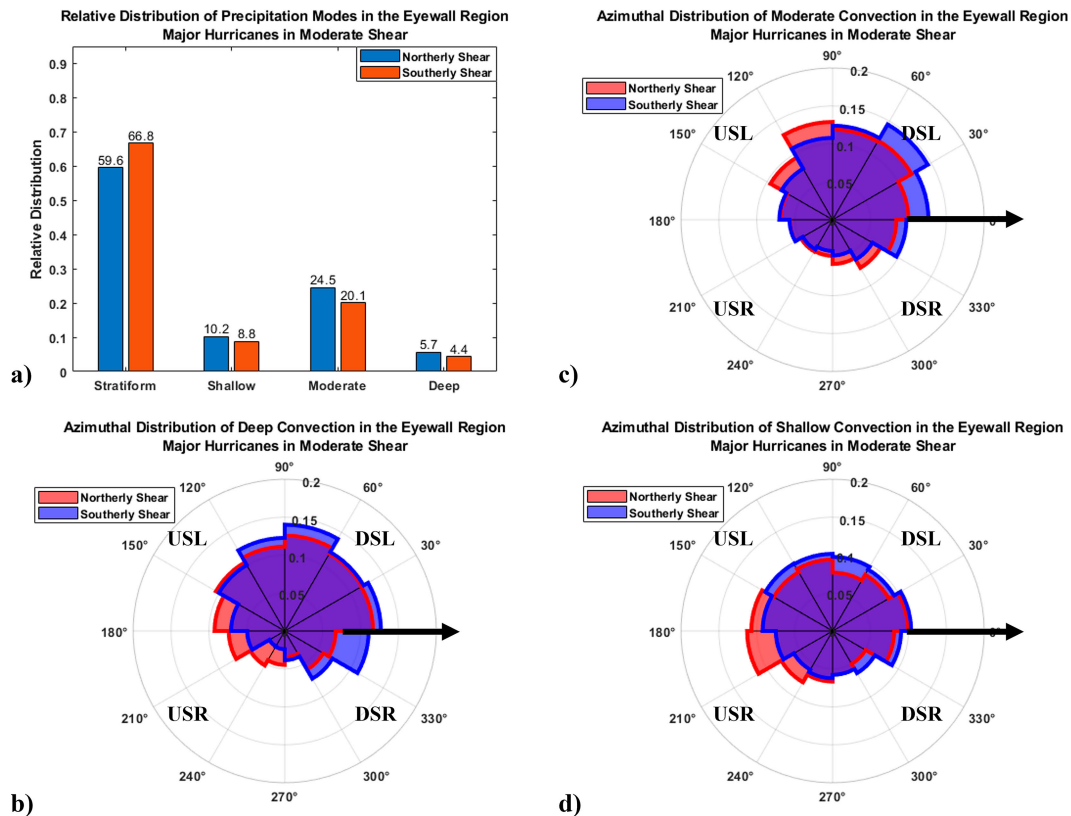 a)
Relative Distribution of Precipitation Modes in the Eyewall Region
Major Hurricanes in Moderate Shear
Northerly Shear
Southerly Shear
Relative Distribution
0.9
0.8
0.7
0.6
0.5
0.4
0.3
0.2
0.1
0
59.6
66.8
10.2
8.8
24.5
20.1
5.7
4.4
Stratiform
Shallow
Moderate
Deep
c)
Azimuthal Distribution of Moderate Convection in the Eyewall Region
Major Hurricanes in Moderate Shear
Northerly Shear
Southerly Shear
90°
0.2
120°
60°
0.15
USL
DSL
150°
30°
0.1
0.05
180°
0°
USR
DSR
210°
330°
240°
300°
270°
b)
Azimuthal Distribution of Deep Convection in the Eyewall Region
Major Hurricanes in Moderate Shear
Northerly Shear
Southerly Shear
90°
0.2
120°
60°
0.15
USL
DSL
150°
30°
0.1
0.05
180°
USR
DSR
210°
330°
240°
300°
270°
d)
Azimuthal Distribution of Shallow Convection in the Eyewall Region
Major Hurricanes in Moderate Shear
Northerly Shear
Southerly Shear
90°
0.2
120°
60°
0.15
USL
DSL
150°
30°
0.1
0.05
180°
0°
USR
DSR
210°
330°
240°
300°
270°